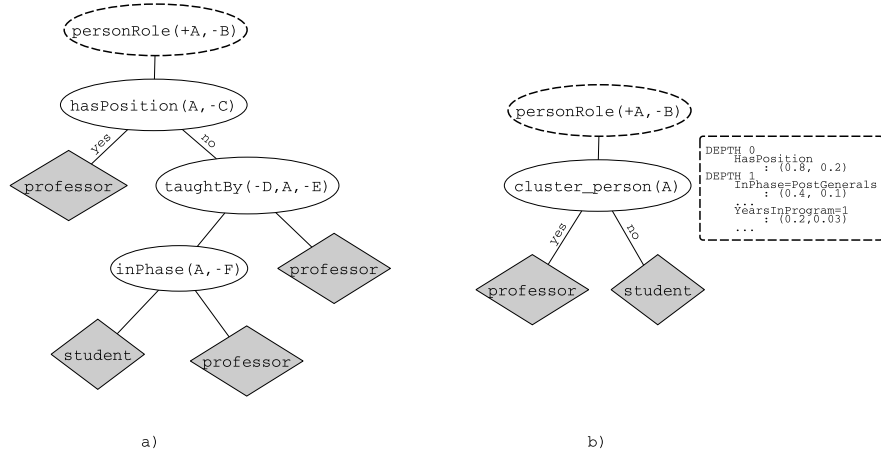 personRole(+A,-B)
hasPosition(A,-C)
yes
no
professor
taughtBy(-D,A,-E)
inPhase(A,-F)
professor
student
professor
a)
personRole(+A,-B)
cluster_person(A)
yes
no
professor
student
DEPTH 0
HasPosition
: (0.8, 0.2)
DEPTH 1
InPhase=PostGenerals
: (0.4, 0.1)
...
YearsInProgram=1
: (0.2,0.03)
...
b)